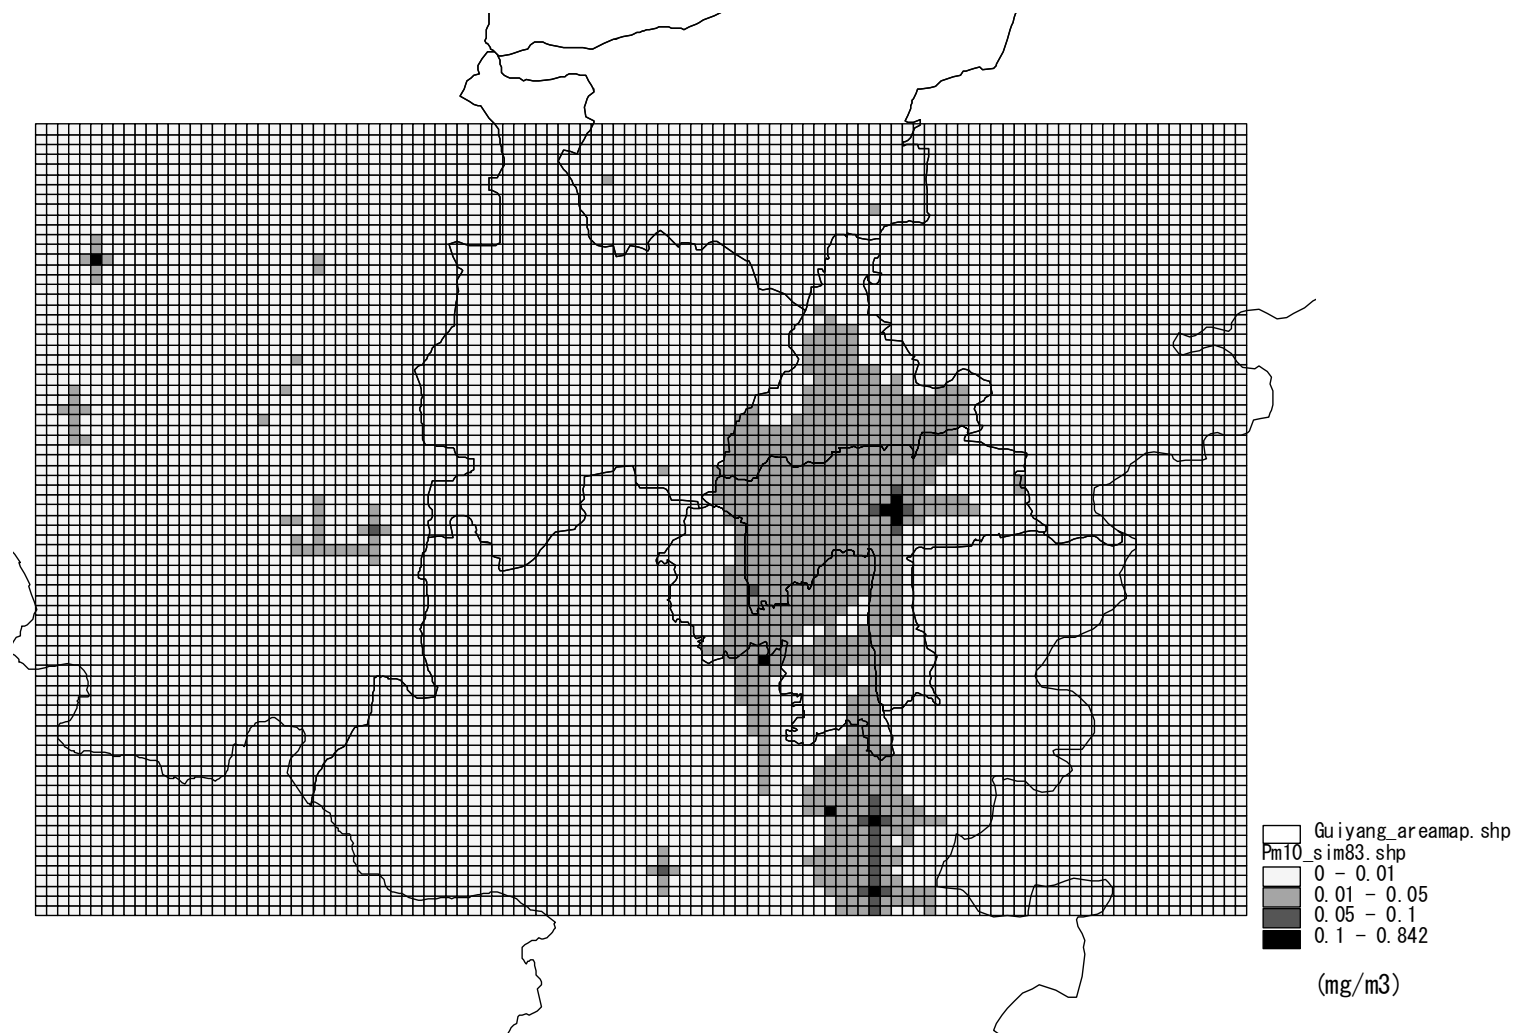 Guiyang_areamap.shp
Pm10_sim83.shp
0 - 0.01
0.01 - 0.05
0.05 - 0.1
0.1 - 0.842
(mg/m3)